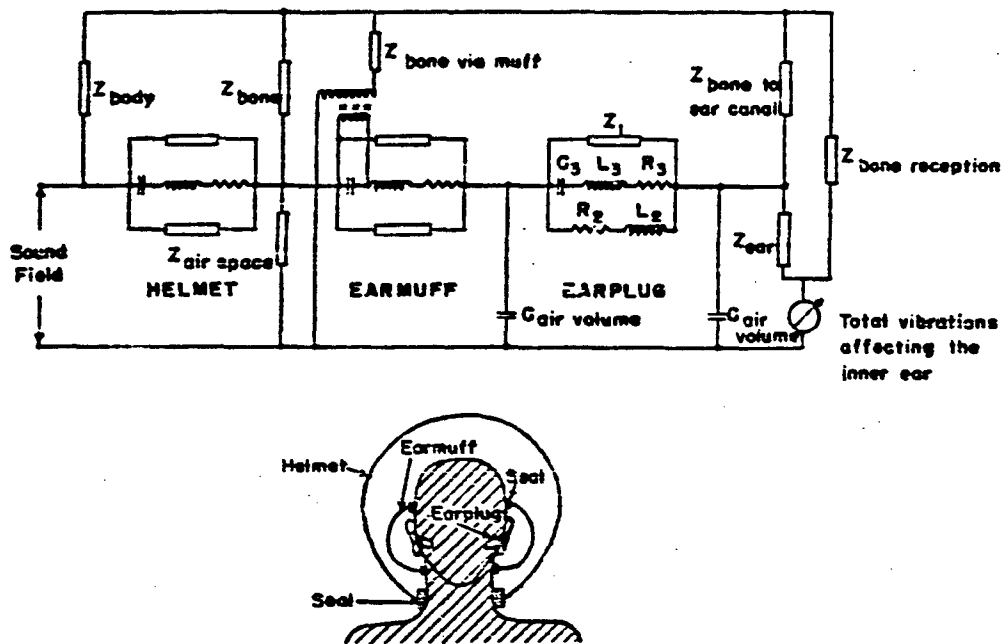 Z bone via muff
Z body
Z bone
Z bone to
ear canal
Z₁
C₃ L₃ R₃
Z bone reception
R₂ L₂
Sound
Field
Z air space
Z ear
HELMET
EARMUFF
EARPLUG
C air volume
C air
volume
Total vibrations
affecting the
inner ear
Earmuff
Helmet
Seal
Earplug
Seal